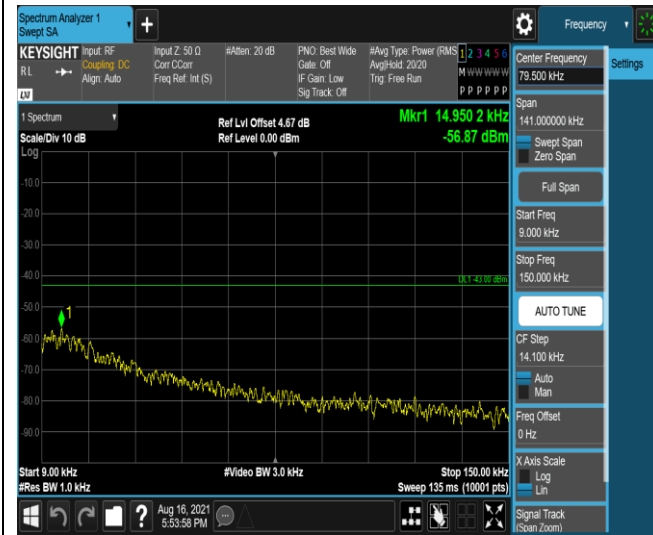 Spectrum Analyzer 1
Swept SA
Frequency
KEYSIGHT
RL
LXI
Input: RF
Coupling: DC
Align: Auto
Input Z: 50 Ω
Corr CCorr
Freq Ref: Int (S)
#Atten: 20 dB
PNO: Best Wide
Gate: Off
IF Gain: Low
Sig Track: Off
#Avg Type: Power (RMS
Avg|Hold: 20/20
Trig: Free Run
1 2 3 4 5 6
M W W W W W
P P P P P P
1 Spectrum
Scale/Div 10 dB
Ref Lvl Offset 4.67 dB
Ref Level 0.00 dBm
Mkr1 14.950 2 kHz
-56.87 dBm
Log
-10.0
-20.0
-30.0
-40.0
-50.0
-60.0
-70.0
-80.0
-90.0
DL1 -43.00 dBm
1
Start 9.00 kHz
#Res BW 1.0 kHz
#Video BW 3.0 kHz
Stop 150.00 kHz
Sweep 135 ms (10001 pts)
Aug 16, 2021
5:53:58 PM
Center Frequency
79.500 kHz
Settings
Span
141.000000 kHz
Swept Span
Zero Span
Full Span
Start Freq
9.000 kHz
Stop Freq
150.000 kHz
AUTO TUNE
CF Step
14.100 kHz
Auto
Man
Freq Offset
0 Hz
X Axis Scale
Log
Lin
Signal Track
(Span Zoom)